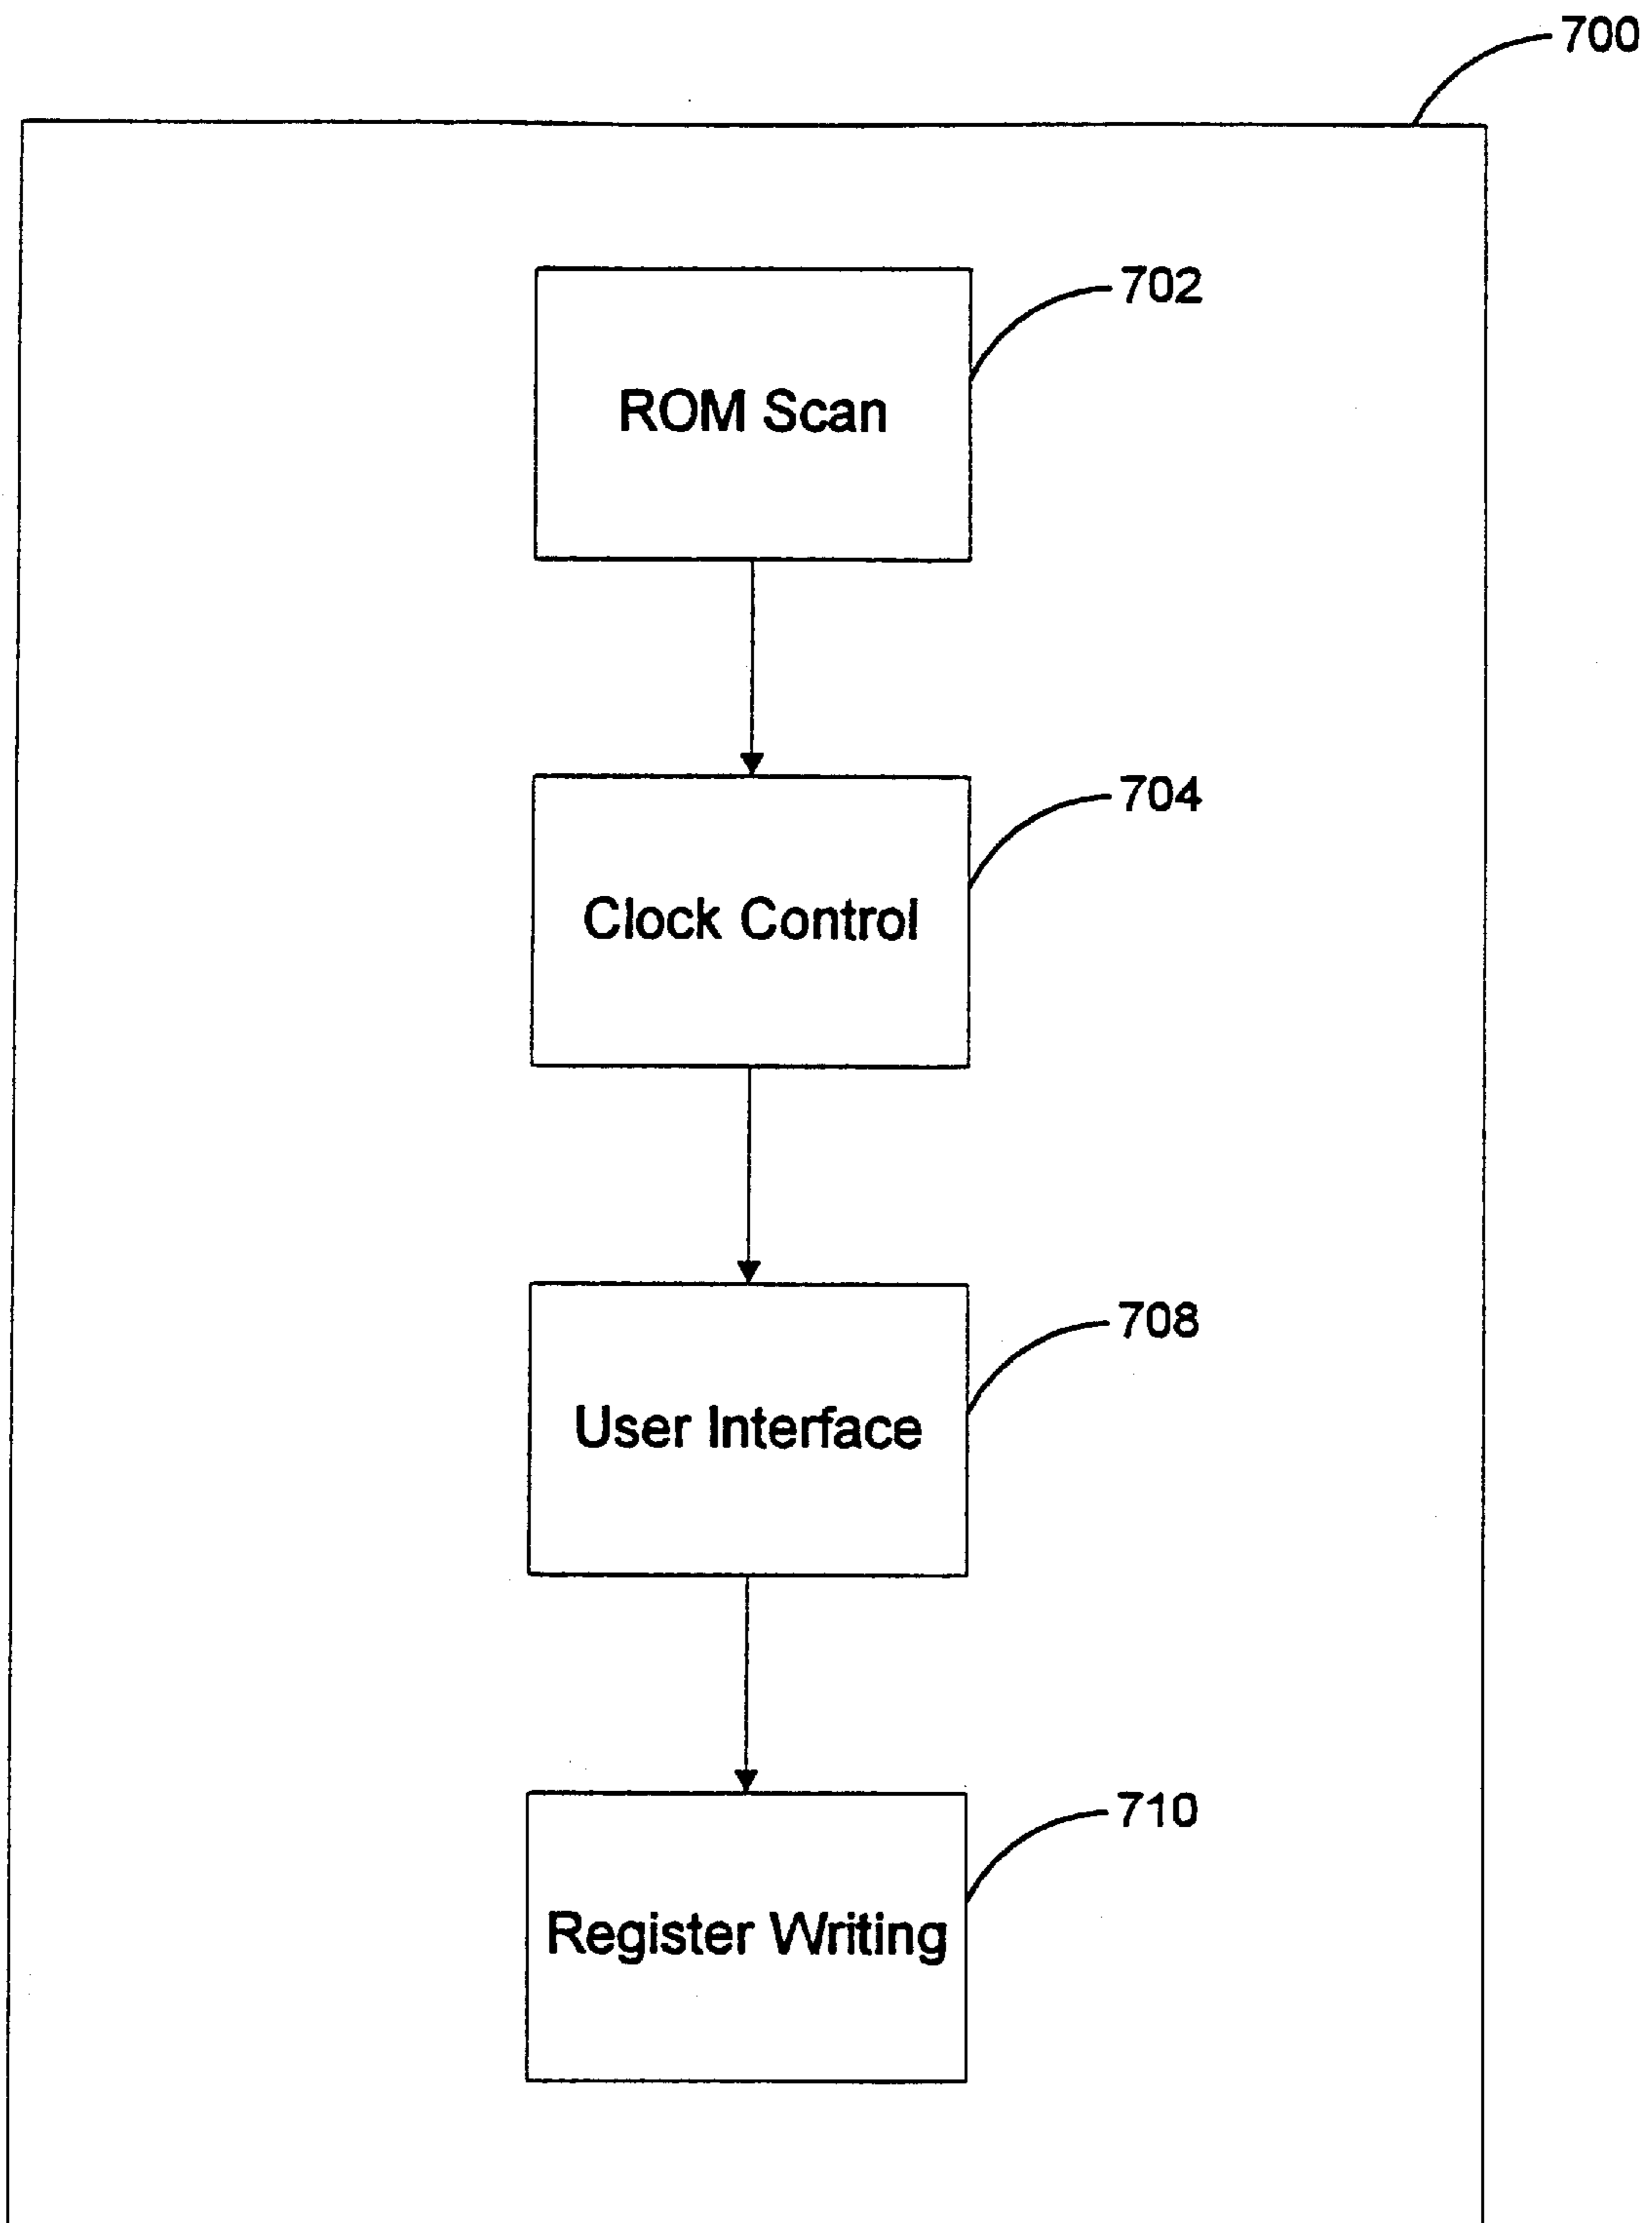 700
702
ROM Scan
704
Clock Control
708
User Interface
710
Register Writing